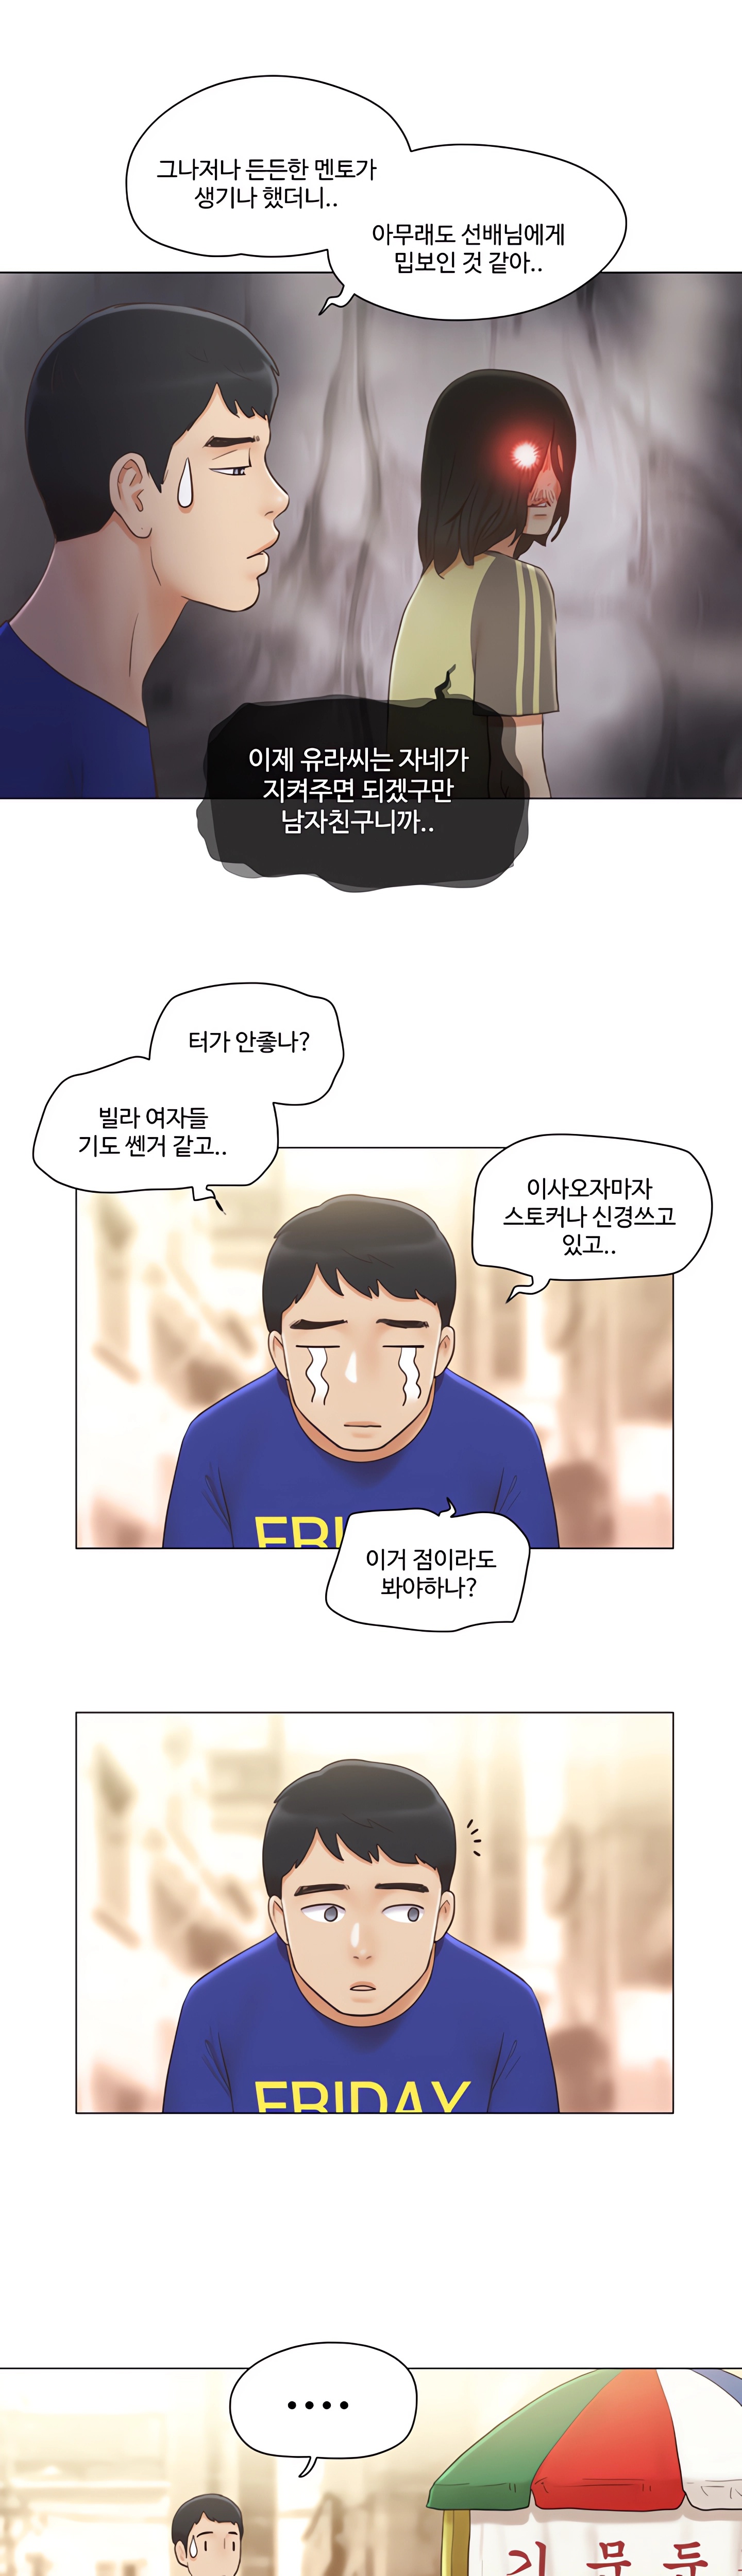 그나저나 든든한 멘토가
생기나 했더니..
아무래도 선배님에게
밉보인 것 같아..
이제 유라씨는 자네가
지켜주면 되겠구만
남자친구니까..
터가 안좋나?
빌라 여자들
기도 쎈거 같고..
이사오자마자
스토커나 신경쓰고
있고..
이거 점이라도
봐야하나?
FRIDAY
....